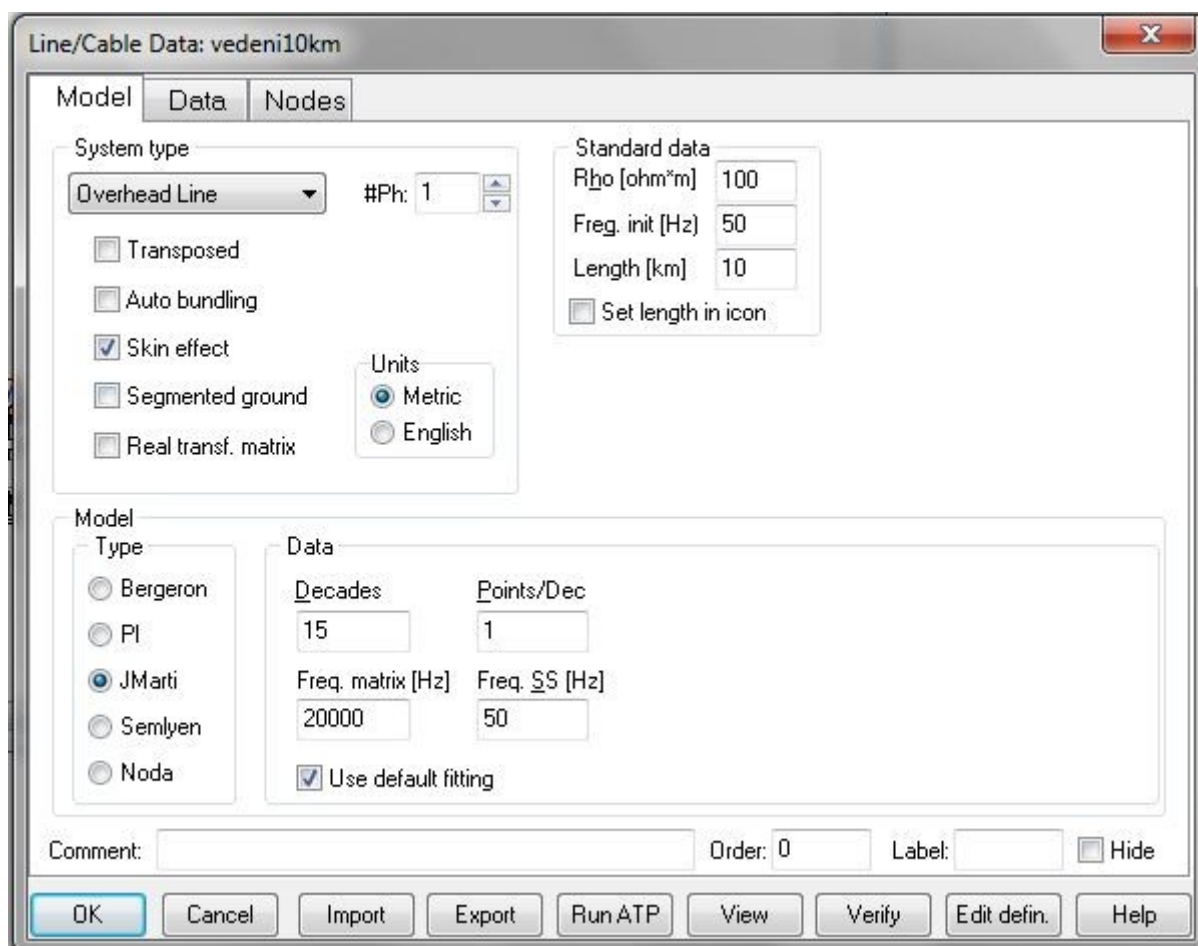 Line/Cable Data: vedeni10km
Model Data Nodes
System type
Overhead Line #Ph: 1
Transposed
Auto bundling
Skin effect
Segmented ground
Real transf. matrix
Units
Metric
English
Standard data
Rho [ohm*m] 100
Freq. init [Hz] 50
Length [km] 10
Set length in icon
Model
Type
Bergeron
PI
JMarti
Semlyen
Noda
Data
Decades Points/Dec
15 1
Freq. matrix [Hz] Freq. SS [Hz]
20000 50
Use default fitting
Comment: Order: 0 Label: Hide
OK Cancel Import Export Run ATP View Verify Edit defin. Help